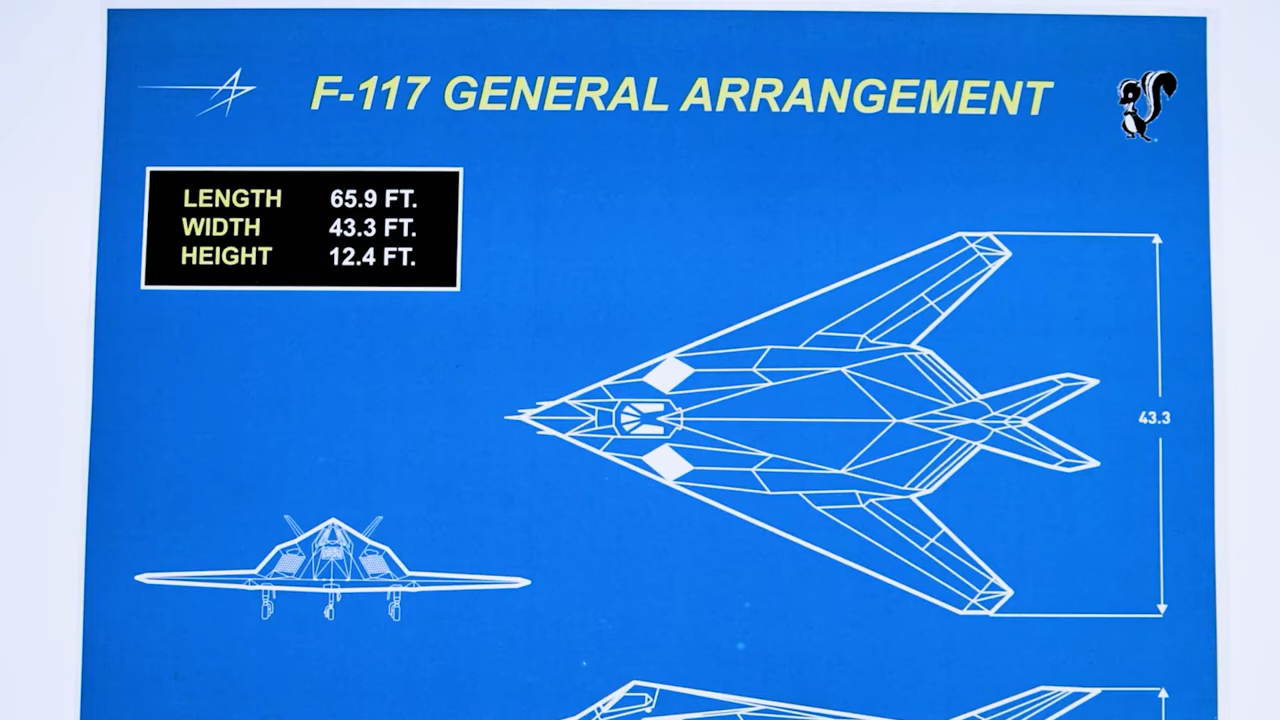 F-117 GENERAL ARRANGEMENT
LENGTH 65.9 FT.
WIDTH 43.3 FT.
HEIGHT 12.4 FT.
43.3